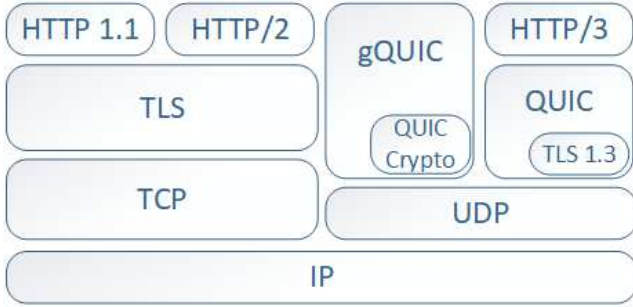 HTTP 1.1
HTTP/2
gQUIC
HTTP/3
TLS
QUIC
Crypto
QUIC
TLS 1.3
TCP
UDP
IP